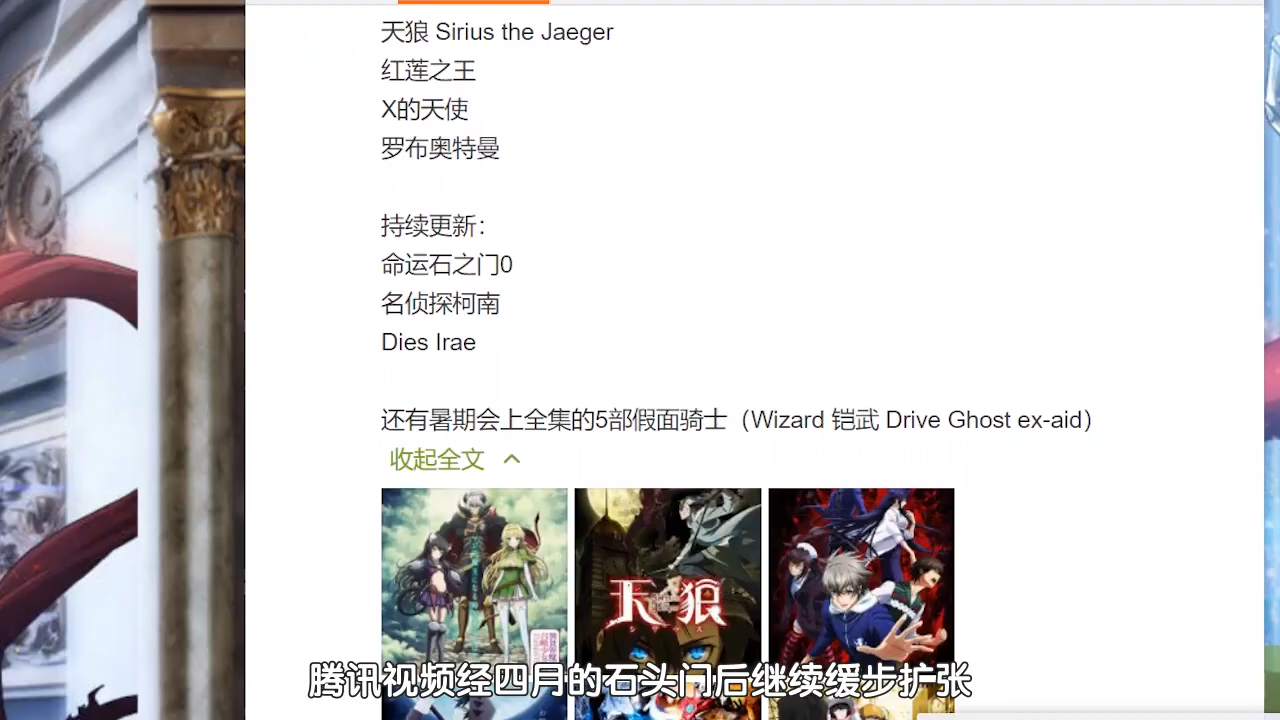 天狼 Sirius the Jaeger
红莲之王
X的天使
罗布奥特曼
持续更新：
命运石之门0
名侦探柯南
Dies Irae
还有暑期会上全集的5部假面骑士（Wizard 铠武 Drive Ghost ex-aid）
收起全文
天狼
腾讯视频经四月的石头门后继续缓步扩张